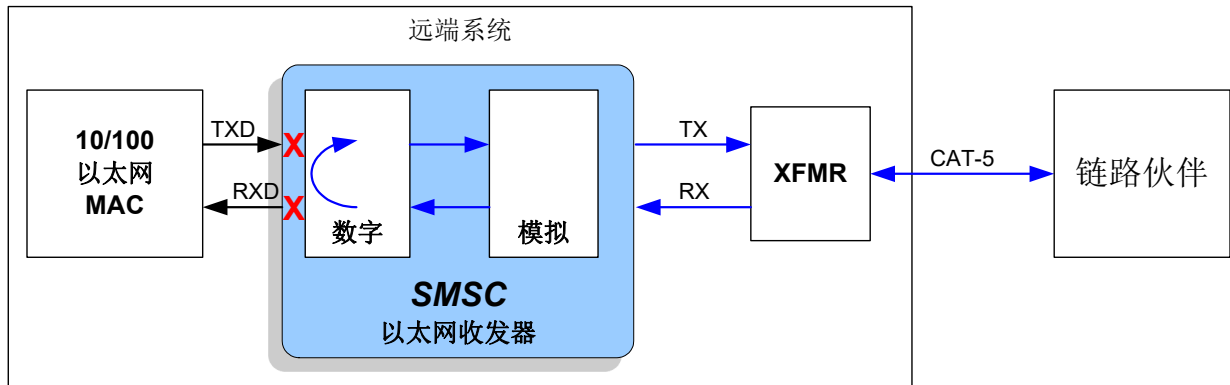 远端系统
10/100
以太网
MAC
TXD
RXD
X
X
数字
模拟
SMSC
以太网收发器
TX
RX
XFMR
CAT-5
链路伙伴